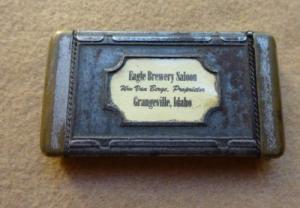 Eagle Brewery Saloon
Wm Van Berge, Proprietor
Grangeville, Idaho